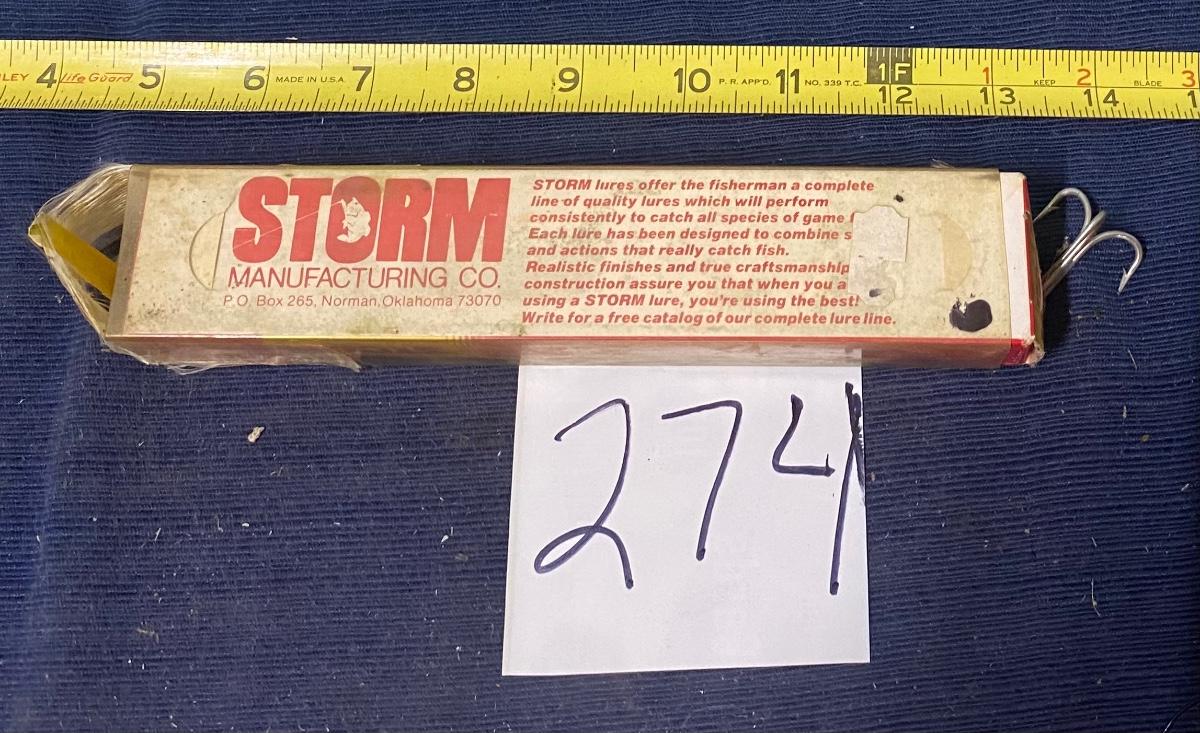 LEY 4 life Guard 5 6 MADE IN U.S.A. 7 8 9 10 P. R. APP'D. 11 NO. 339 T.C. 1F 1 KEEP 2 BLADE 3
12 13 14 1
STORM
MANUFACTURING CO.
P.O. Box 265, Norman, Oklahoma 73070
STORM lures offer the fisherman a complete
line of quality lures which will perform
consistently to catch all species of game
Each lure has been designed to combine s
and actions that really catch fish.
Realistic finishes and true craftsmanship
construction assure you that when you a
using a STORM lure, you're using the best!
Write for a free catalog of our complete lure line.
274